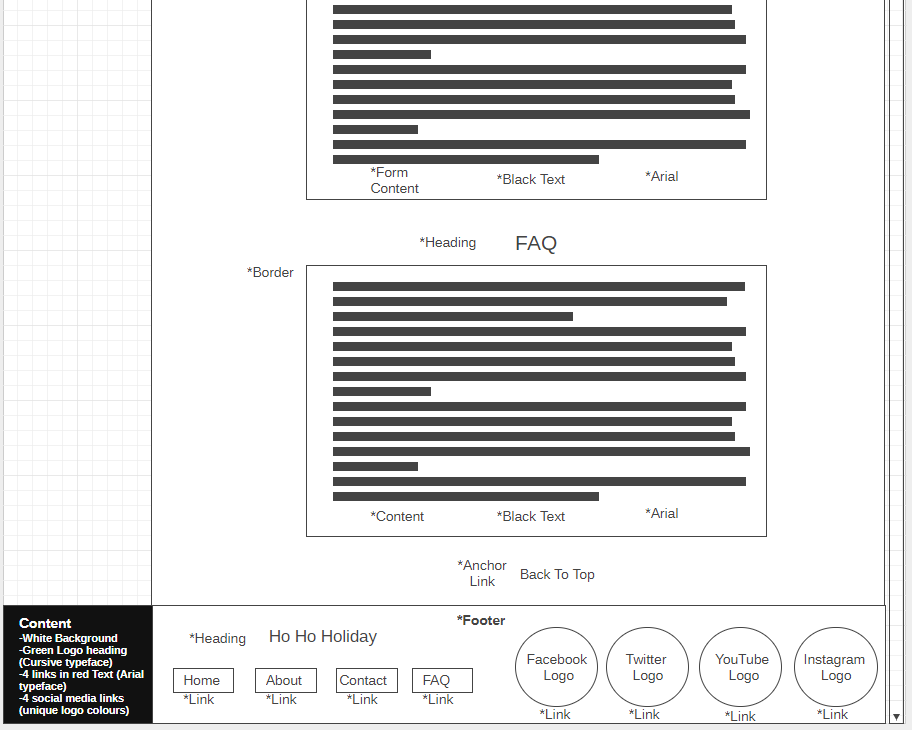 *Form
Content
*Black Text
*Arial
*Heading
FAQ
*Border
*Content
*Black Text
*Arial
*Anchor
Link
Back To Top
Content
-White Background
-Green Logo heading
(Cursive typeface)
-4 links in red Text (Arial
typeface)
-4 social media links
(unique logo colours)
*Footer
*Heading
Ho Ho Holiday
Home
About
Contact
FAQ
*Link
*Link
*Link
*Link
Facebook
Logo
Twitter
Logo
YouTube
Logo
Instagram
Logo
*Link
*Link
*Link
*Link